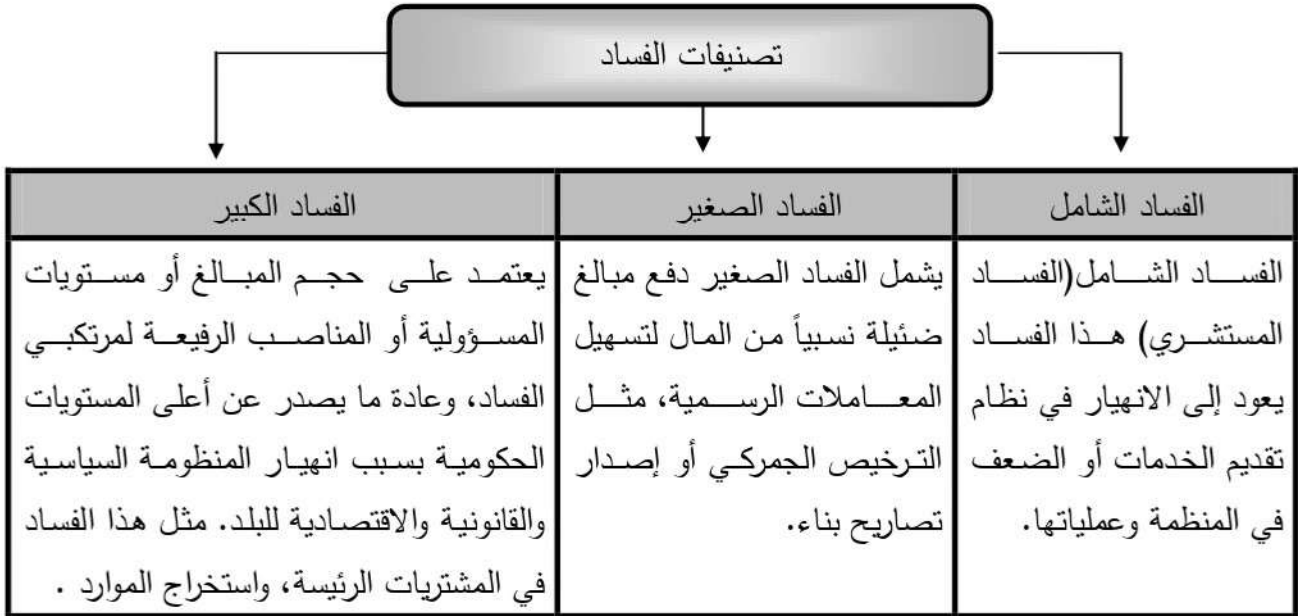 تصنيفات الفساد
الفساد الشامل
الفساد الشامل(الفساد
المستشري) هذا الفساد
يعود إلى الانهيار في نظام
تقديم الخدمات أو الضعف
في المنظمة وعملياتها.
الفساد الصغير
يشمل الفساد الصغير دفع مبالغ
ضئيلة نسبياً من المال لتسهيل
المعاملات الرسمية، مثل
الترخيص الجمركي أو إصدار
تصاريح بناء.
الفساد الكبير
يعتمد على حجم المبالغ أو مستويات
المسؤولية أو المناصب الرفيعة لمرتكبي
الفساد، وعادة ما يصدر عن أعلى المستويات
الحكومية بسبب انهيار المنظومة السياسية
والقانونية والاقتصادية للبلد. مثل هذا الفساد
في المشتريات الرئيسة، واستخراج الموارد .